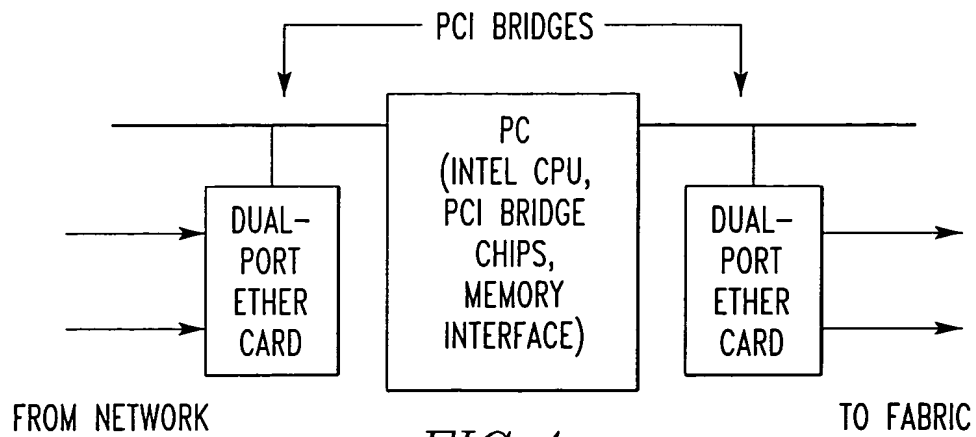 PCI BRIDGES
PC
(INTEL CPU,
PCI BRIDGE
CHIPS,
MEMORY
INTERFACE)
DUAL-
PORT
ETHER
CARD
DUAL-
PORT
ETHER
CARD
FROM NETWORK
TO FABRIC